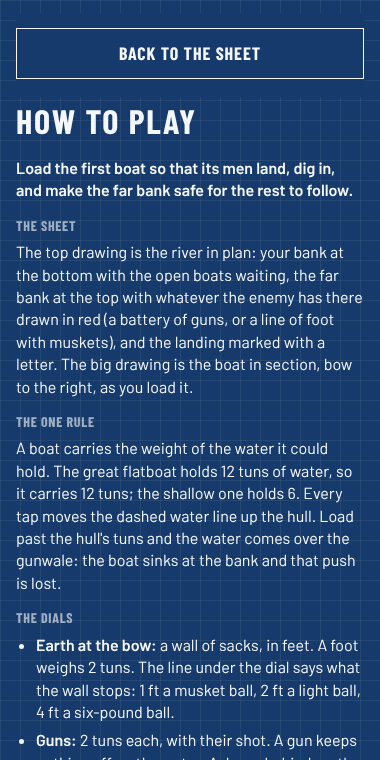 BACK TO THE SHEET
HOW TO PLAY
Load the first boat so that its men land, dig in,
and make the far bank safe for the rest to follow.
THE SHEET
The top drawing is the river in plan: your bank at
the bottom with the open boats waiting, the far
bank at the top with whatever the enemy has there
drawn in red (a battery of guns, or a line of foot
with muskets), and the landing marked with a
letter. The big drawing is the boat in section, bow
to the right, as you load it.
THE ONE RULE
A boat carries the weight of the water it could
hold. The great flatboat holds 12 tuns of water, so
it carries 12 tuns; the shallow one holds 6. Every
tap moves the dashed water line up the hull. Load
past the hull's tuns and the water comes over the
gunwale: the boat sinks at the bank and that push
is lost.
THE DIALS
• Earth at the bow: a wall of sacks, in feet. A foot
weighs 2 tuns. The line under the dial says what
the wall stops: 1 ft a musket ball, 2 ft a light ball,
4 ft a six-pound ball.
• Guns: 2 tuns each, with their shot. A gun keeps